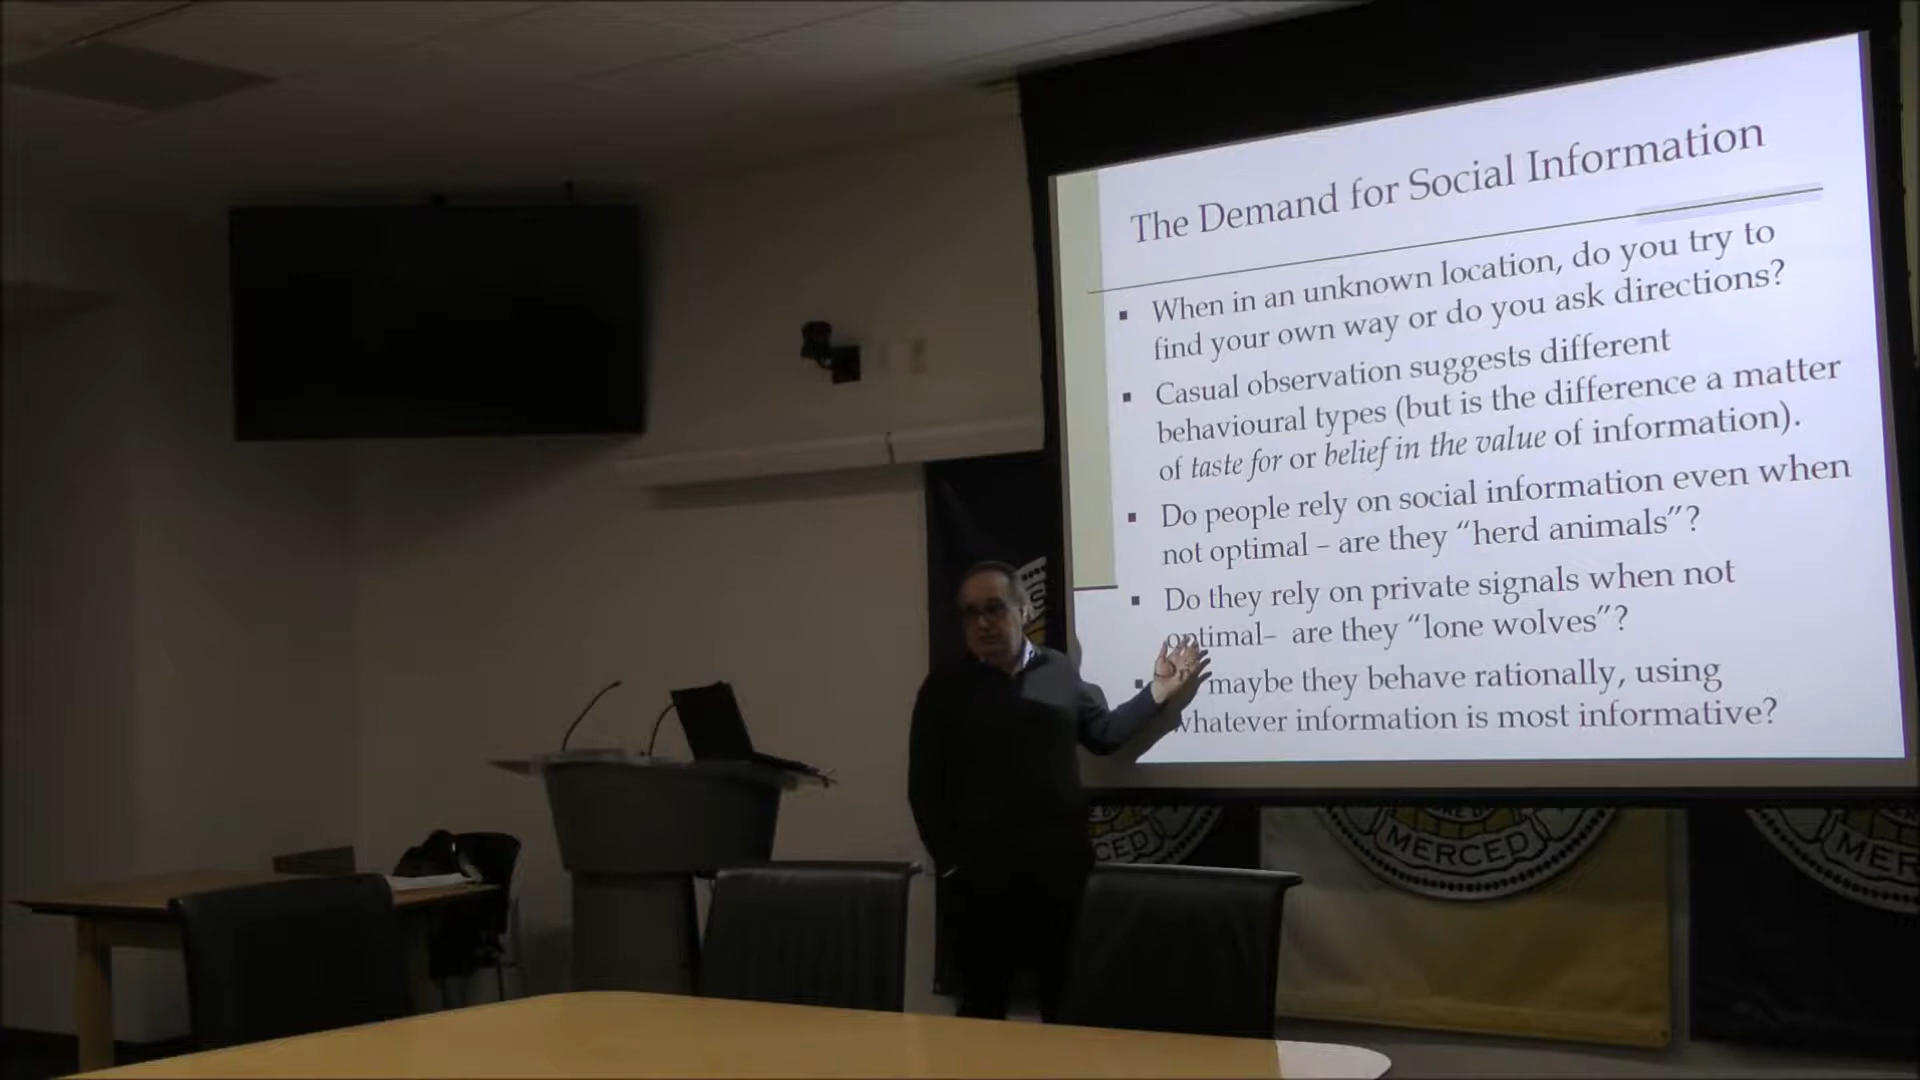 The Demand for Social Information
When in an unknown location, do you try to
find your own way or do you ask directions?
Casual observation suggests different
behavioural types (but is the difference a matter
of taste for or belief in the value of information).
Do people rely on social information even when
not optimal – are they “herd animals”?
Do they rely on private signals when not
optimal– are they “lone wolves”?
maybe they behave rationally, using
whatever information is most informative?
MERCED
MER